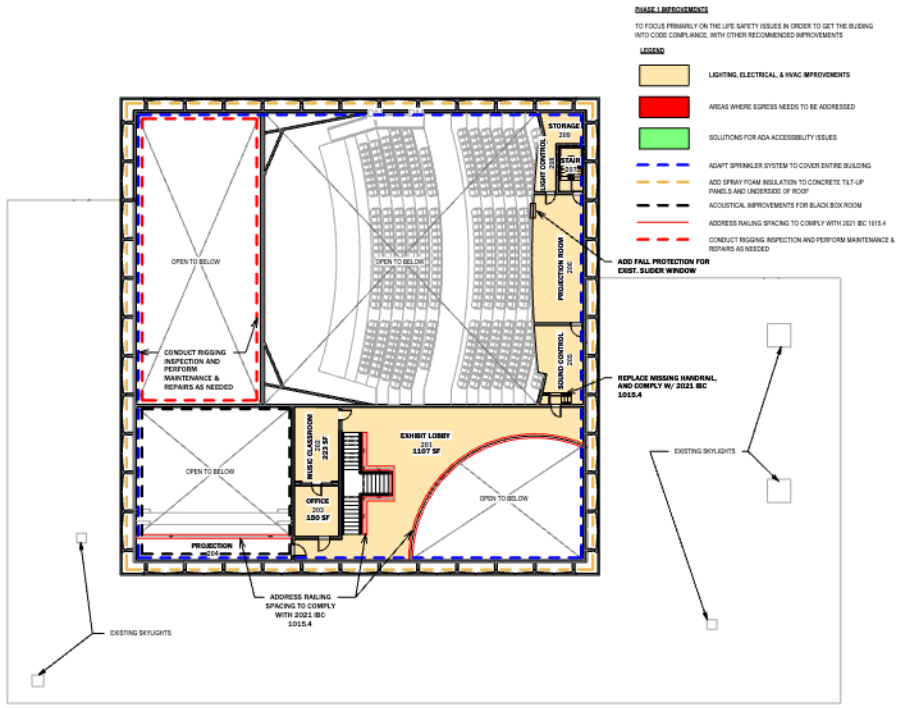 PHASE 1 IMPROVEMENTS
TO FOCUS PRIMARILY ON THE LIFE SAFETY ISSUES IN ORDER TO GET THE BUIDING
INTO CODE COMPLIANCE, WITH OTHER RECOMMENDED IMPROVEMENTS
LEGEND
LIGHTING, ELECTRICAL, & HVAC IMPROVEMENTS
AREAS WHERE EGRESS NEEDS TO BE ADDRESSED
SOLUTIONS FOR ADA ACCESSIBILITY ISSUES
ADAPT SPRINKLER SYSTEM TO COVER ENTIRE BUILDING
ADD SPRAY FOAM INSULATION TO CONCRETE TILT-UP
PANELS AND UNDERSIDE OF ROOF
ACOUSTICAL IMPROVEMENTS FOR BLACK BOX ROOM
ADDRESS RAILING SPACING TO COMPLY WITH 2021 IBC 1015.4
CONDUCT RIGGING INSPECTION AND PERFORM MAINTENANCE &
REPAIRS AS NEEDED
STORAGE
209
LIGHT CONTROL
208
STAIR
207
OPEN TO BELOW
OPEN TO BELOW
PROJECTION ROOM
206
ADD FALL PROTECTION FOR
EXIST. SLIDER WINDOW
CONDUCT RIGGING
INSPECTION AND
PERFORM
MAINTENANCE &
REPAIRS AS NEEDED
SOUND CONTROL
205
REPLACE MISSING HANDRAIL,
AND COMPLY W/ 2021 IBC
1015.4
OPEN TO BELOW
MUSIC CLASSROOM
202
223 SF
EXHIBIT LOBBY
201
1107 SF
EXISTING SKYLIGHTS
OFFICE
203
150 SF
OPEN TO BELOW
PROJECTION
204
ADDRESS RAILING
SPACING TO COMPLY
WITH 2021 IBC
1015.4
EXISTING SKYLIGHTS